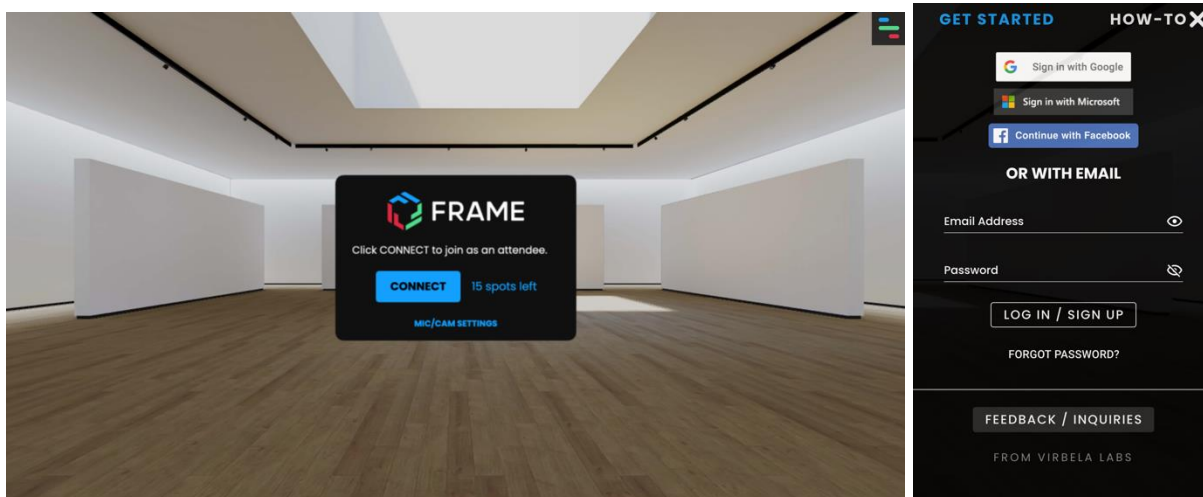 FRAME
Click CONNECT to join as an attendee.
CONNECT 15 spots left
MIC/CAM SETTINGS
GET STARTED HOW-TO
Sign in with Google
Sign in with Microsoft
Continue with Facebook
OR WITH EMAIL
Email Address
Password
LOG IN / SIGN UP
FORGOT PASSWORD?
FEEDBACK / INQUIRIES
FROM VIRBELA LABS